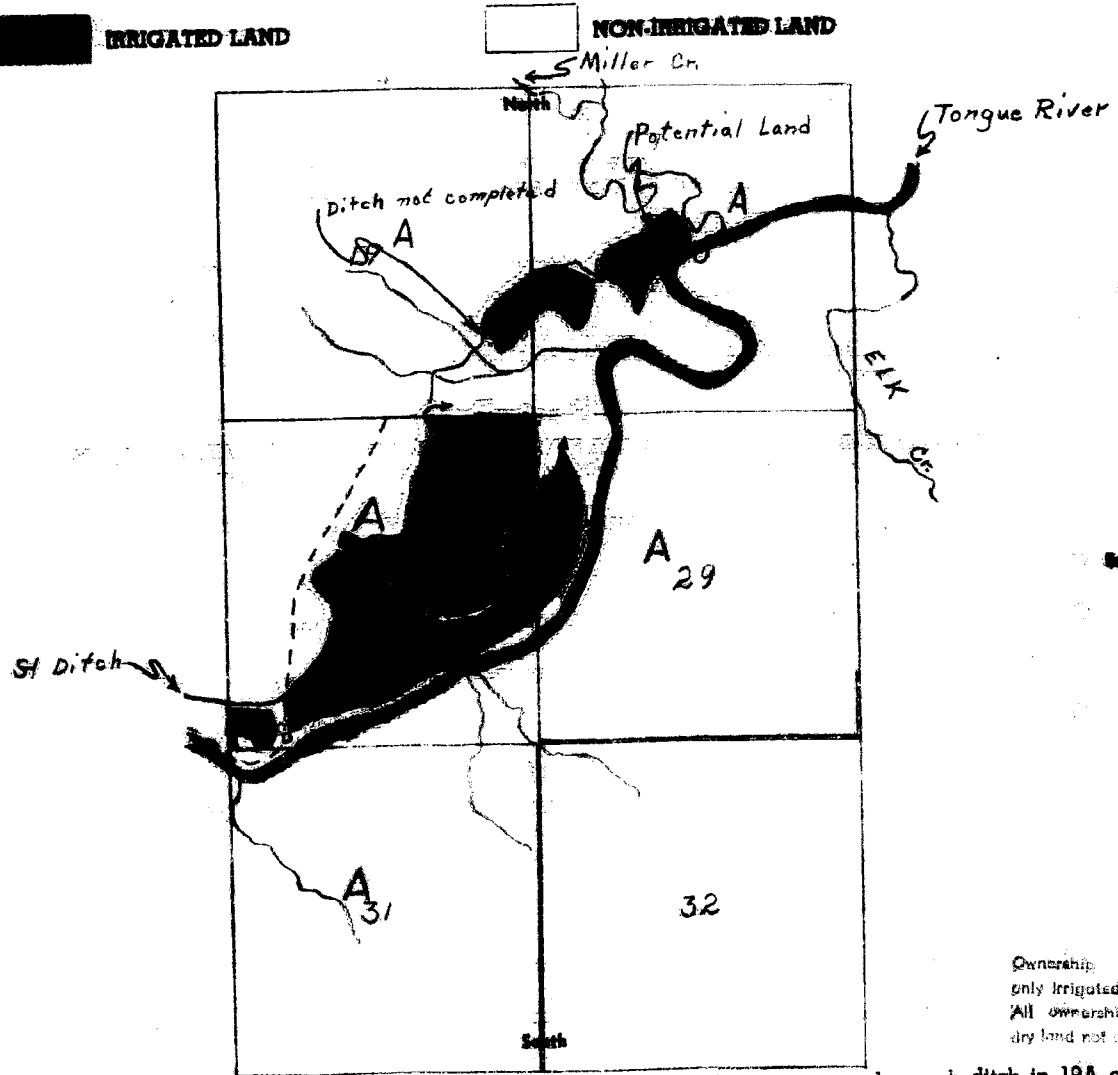 IRRIGATED LAND
NON-IRRIGATED LAND
Miller Cr.
North
Tongue River
Potential Land
Ditch not completed
A
A
ELK
Cr.
A
A
29
SH Ditch
A
31
32
Ownership
only irrigated
All ownershi
dry land not
South
ditch in 19A